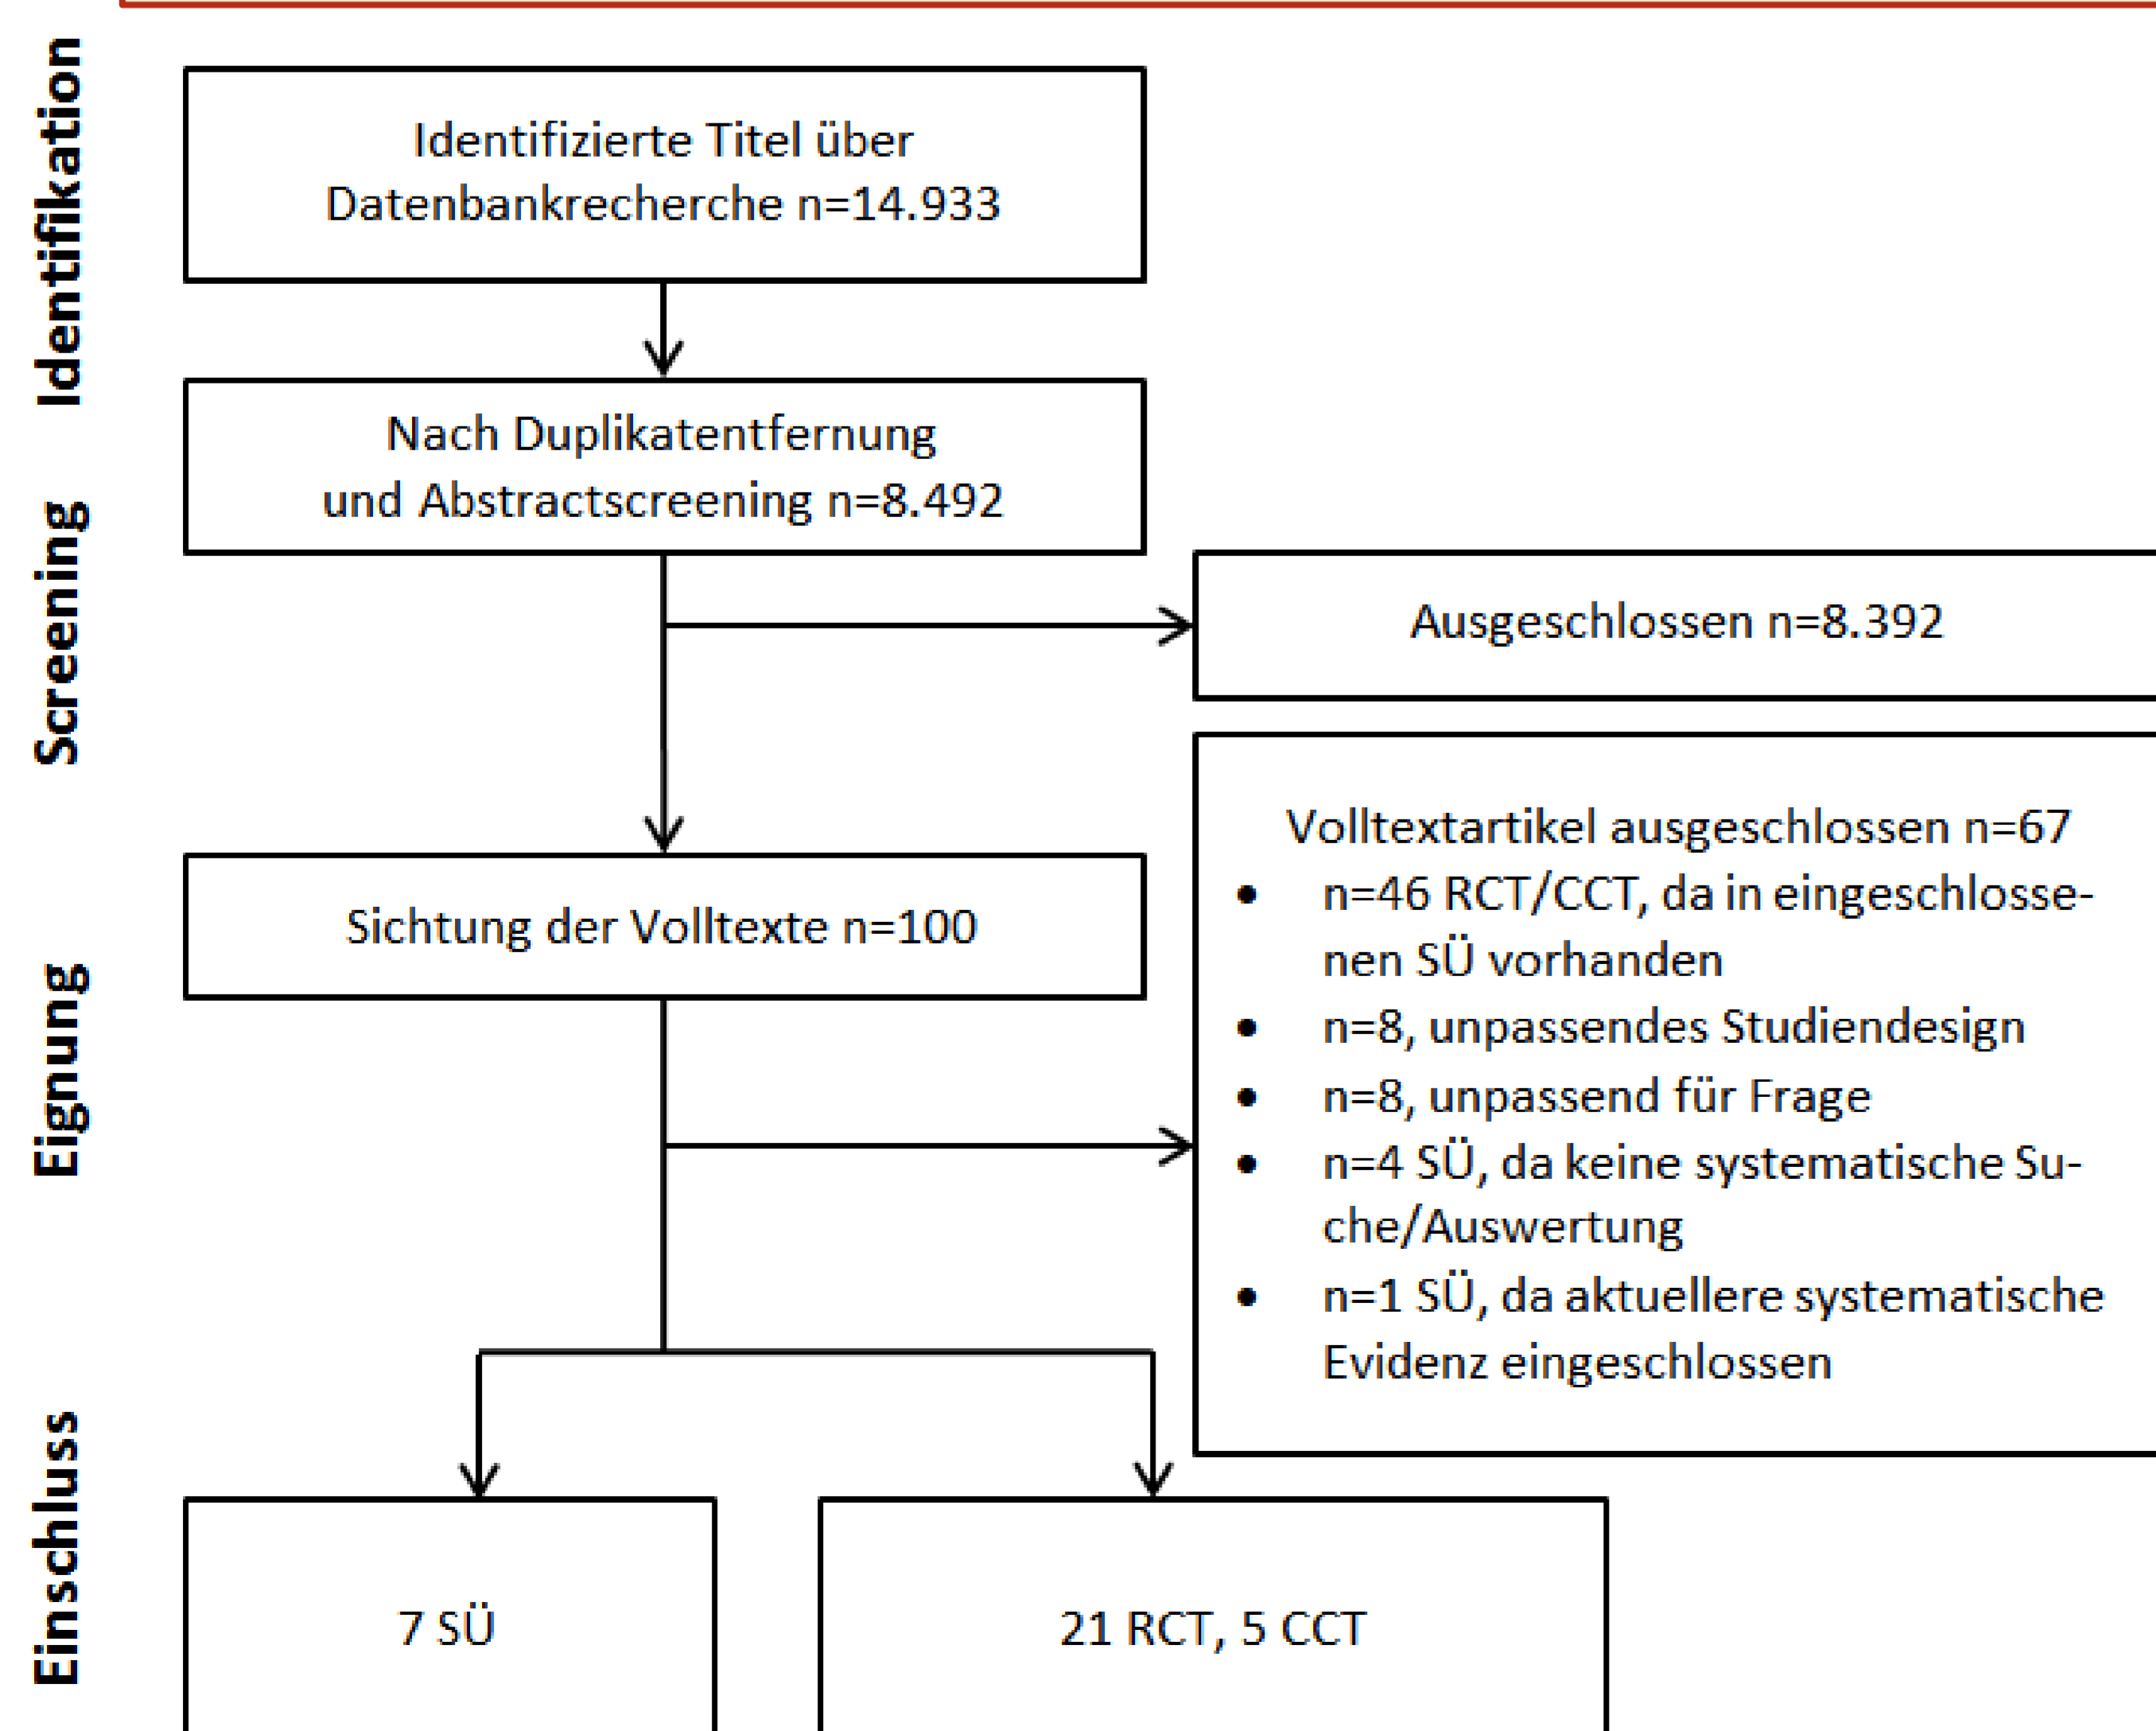 Identifikation
Identifizierte Titel über
Datenbankrecherche n=14.933
Nach Duplikatentfernung
und Abstractscreening n=8.492
Screening
Ausgeschlossen n=8.392
Sichtung der Volltexte n=100
Eignung
Volltextartikel ausgeschlossen n=67
• n=46 RCT/CCT, da in eingeschlosse-
nen SÜ vorhanden
• n=8, unpassendes Studiendesign
• n=8, unpassend für Frage
• n=4 SÜ, da keine systematische Su-
che/Auswertung
• n=1 SÜ, da aktuellere systematische
Evidenz eingeschlossen
Einschluss
7 SÜ
21 RCT, 5 CCT